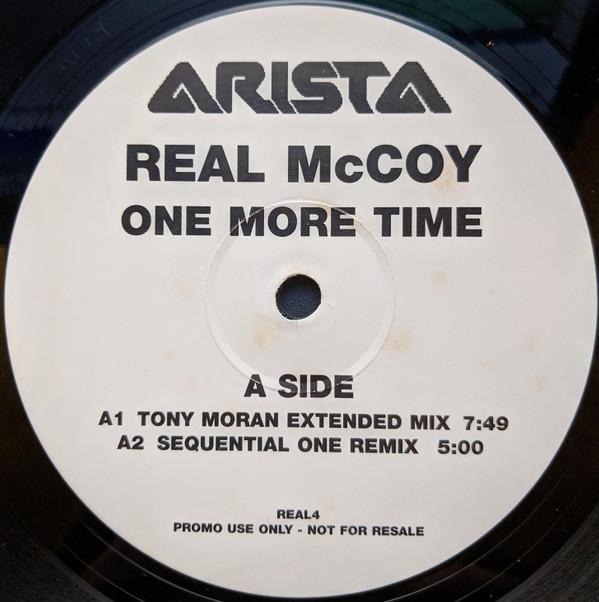 ARISTA
REAL McCOY
ONE MORE TIME
A SIDE
A1 TONY MORAN EXTENDED MIX 7:49
A2 SEQUENTIAL ONE REMIX 5:00
REAL4
PROMO USE ONLY - NOT FOR RESALE